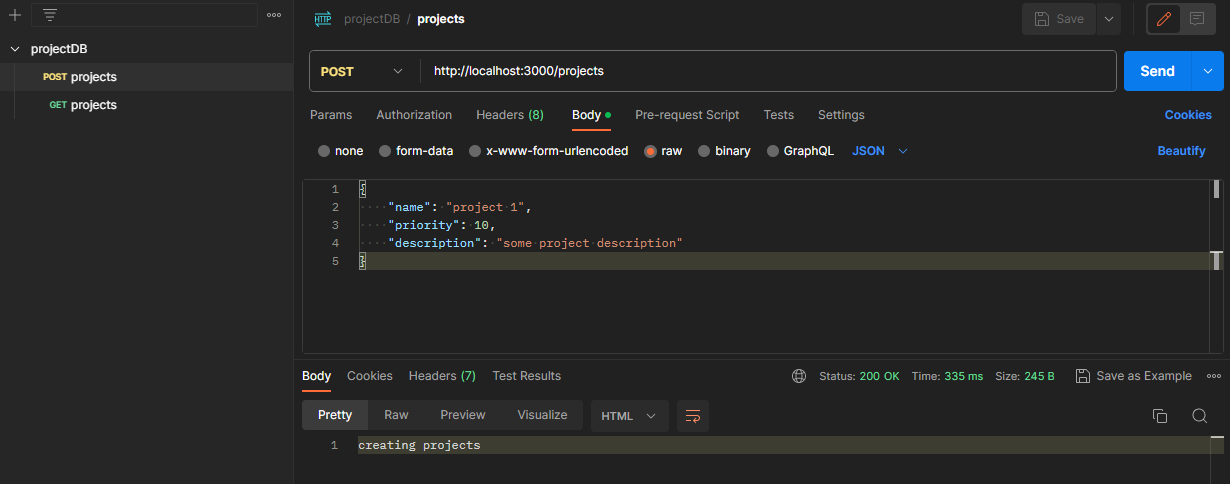 projectDB
POST projects
GET projects
HTTP projectDB / projects
Save
POST http://localhost:3000/projects Send
Params Authorization Headers (8) Body Pre-request Script Tests Settings Cookies
none form-data x-www-form-urlencoded raw binary GraphQL JSON Beautify
1 {
2 "name": "project 1",
3 "priority": 10,
4 "description": "some project description"
5 }
Body Cookies Headers (7) Test Results Status: 200 OK Time: 335 ms Size: 245 B Save as Example
Pretty Raw Preview Visualize HTML
1 creating projects